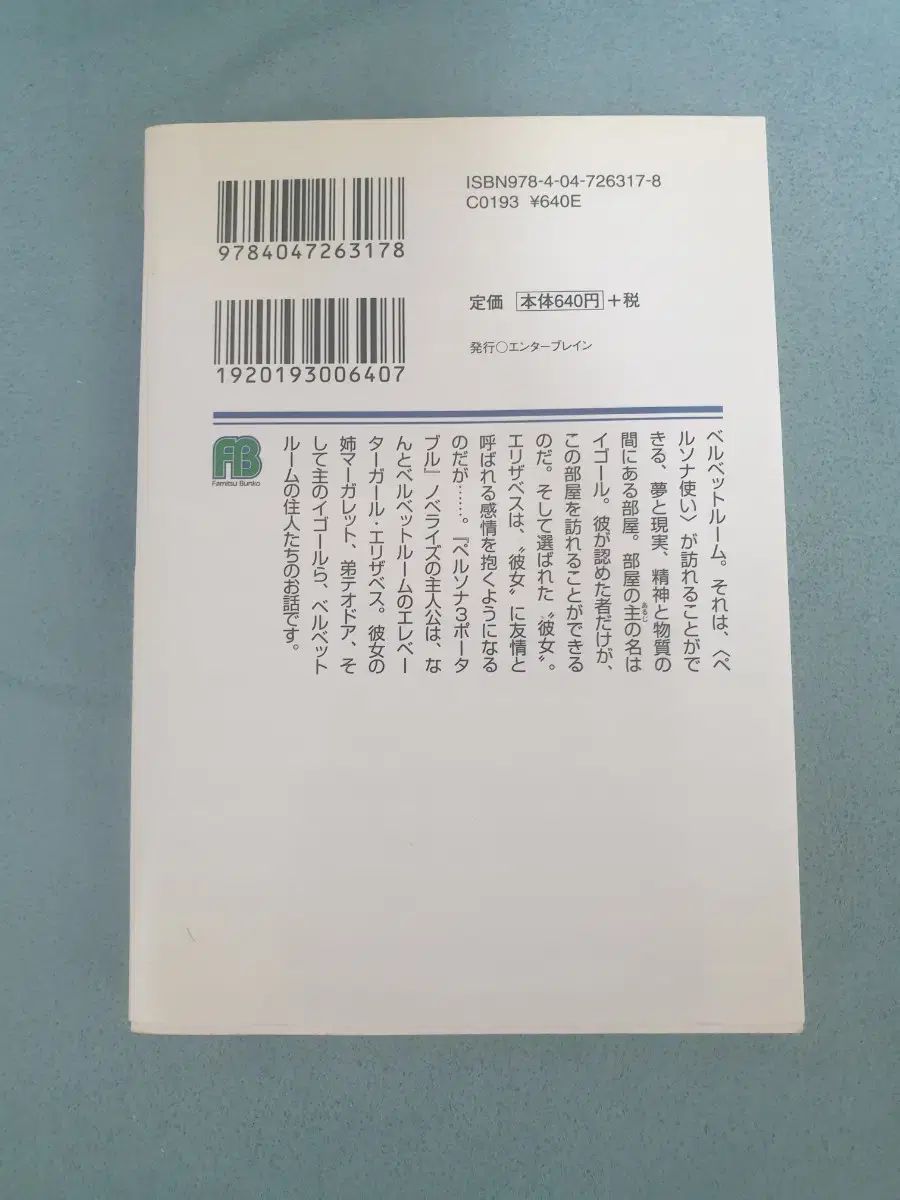 ISBN978-4-04-726317-8
C0193 ¥640E
9784047263178
定価 本体640円+税
1920193006407
発行○エンターブレイン
FB
Famitsu Bunko
ベルベットルーム。それは、〈ペ
ルソナ使い〉が訪れることがで
きる、夢と現実、精神と物質の
間にある部屋。部屋の主の名は
あるじ
イゴール。彼が認めた者だけが、
この部屋を訪れることができる
のだ。そして選ばれた〝彼女〟。
エリザベスは、〝彼女〟に友情と
呼ばれる感情を抱くようになる
のだが……。『ペルソナ3ポータ
ブル』ノベライズの主人公は、な
んとベルベットルームのエレベー
ターガール・エリザベス。彼女の
姉マーガレット、弟テオドア、そ
して主のイゴールら、ベルベット
ルームの住人たちのお話です。